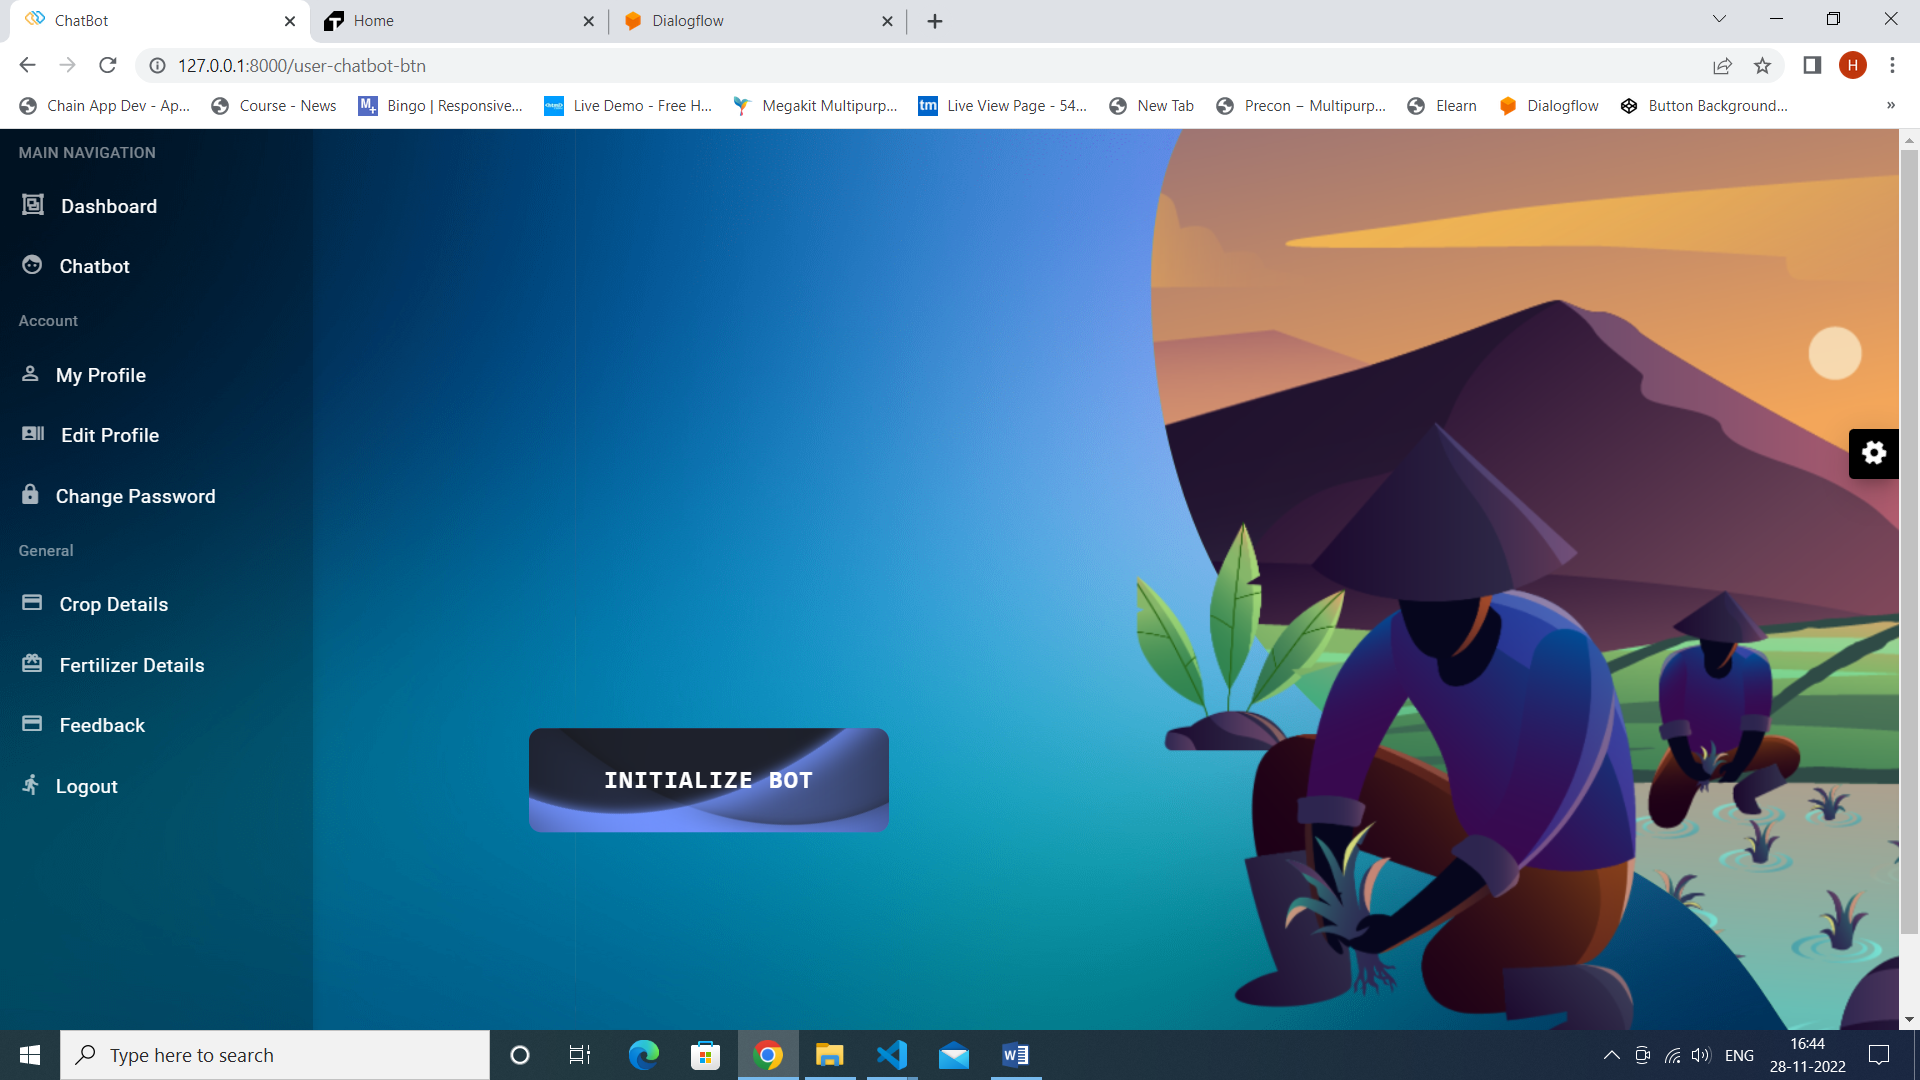 ChatBot
Home
Dialogflow
127.0.0.1:8000/user-chatbot-btn
H
Chain App Dev - Ap...
Course - News
M+
Bingo | Responsive...
Live Demo - Free H...
Megakit Multipurp...
tm
Live View Page - 54...
New Tab
Precon – Multipurp...
Elearn
Dialogflow
Button Background...
»
MAIN NAVIGATION
Dashboard
Chatbot
Account
My Profile
Edit Profile
Change Password
General
Crop Details
Fertilizer Details
Feedback
Logout
INITIALIZE BOT
Type here to search
ENG
16:44
28-11-2022